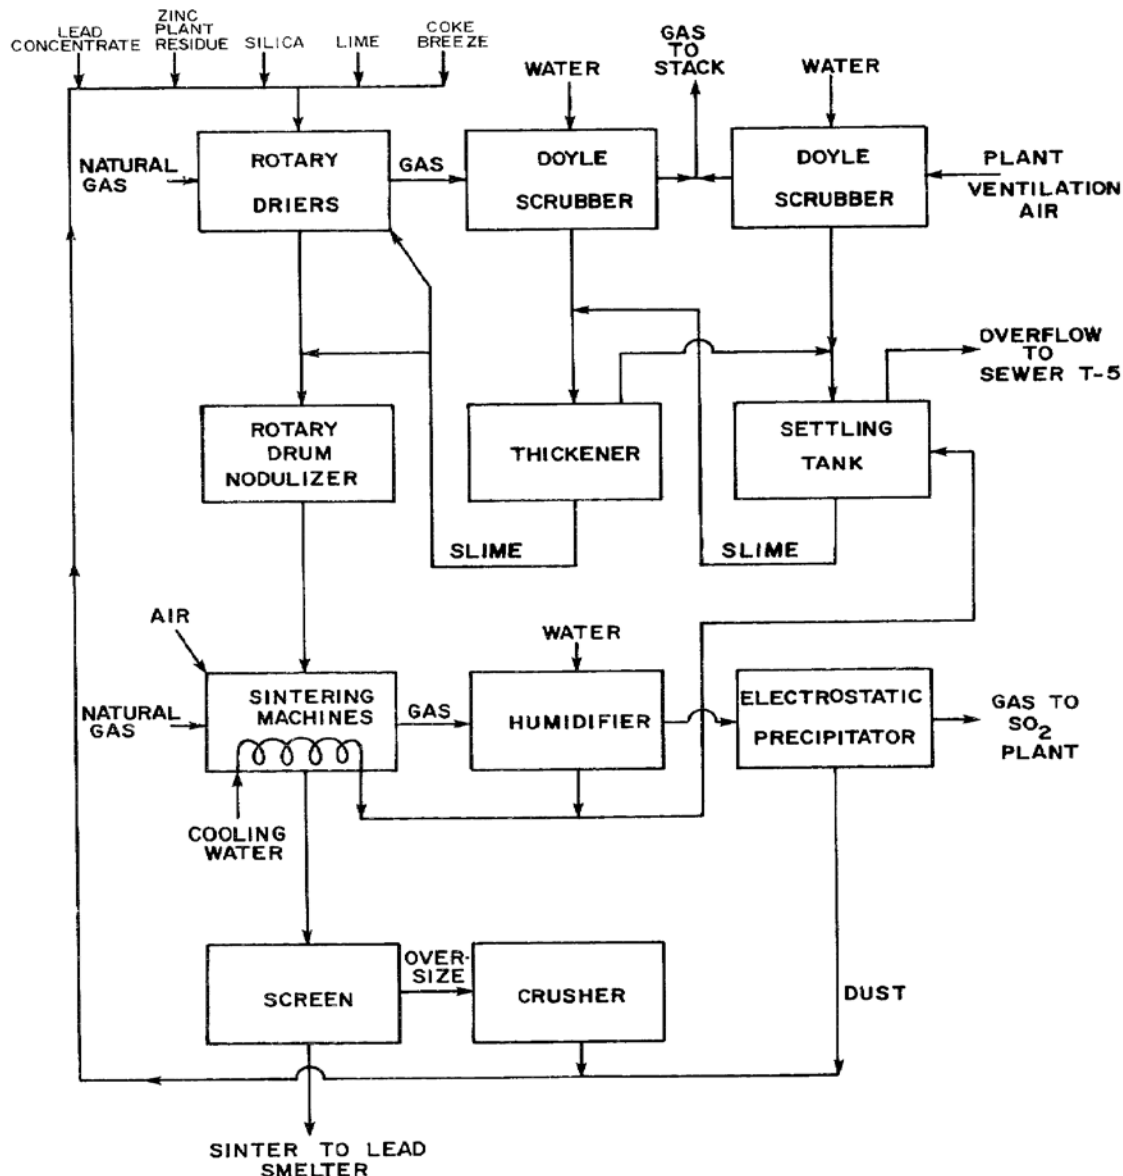 LEAD
CONCENTRATE
ZINC
PLANT
RESIDUE
SILICA
LIME
COKE
BREEZE
GAS
TO
STACK
WATER
WATER
NATURAL
GAS
ROTARY
DRIERS
GAS
DOYLE
SCRUBBER
DOYLE
SCRUBBER
PLANT
VENTILATION
AIR
OVERFLOW
TO
SEWER T-5
ROTARY
DRUM
NODULIZER
THICKENER
SETTLING
TANK
SLIME
SLIME
AIR
WATER
NATURAL
GAS
SINTERING
MACHINES
GAS
HUMIDIFIER
ELECTROSTATIC
PRECIPITATOR
GAS TO
SO2
PLANT
COOLING
WATER
SCREEN
OVER-
SIZE
CRUSHER
DUST
SINTER TO LEAD
SMELTER